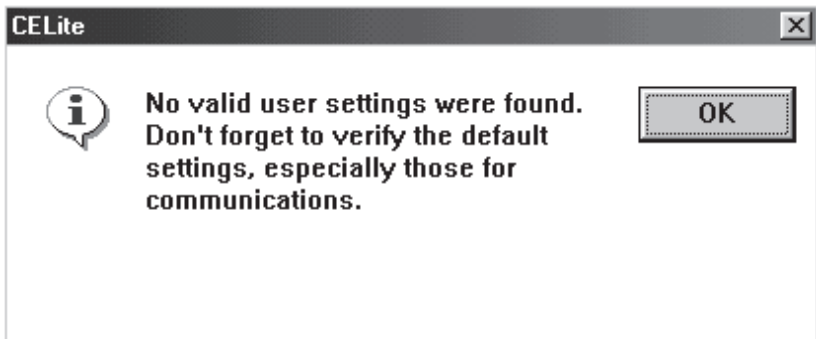 CELite
No valid user settings were found.
Don't forget to verify the default
settings, especially those for
communications.
OK